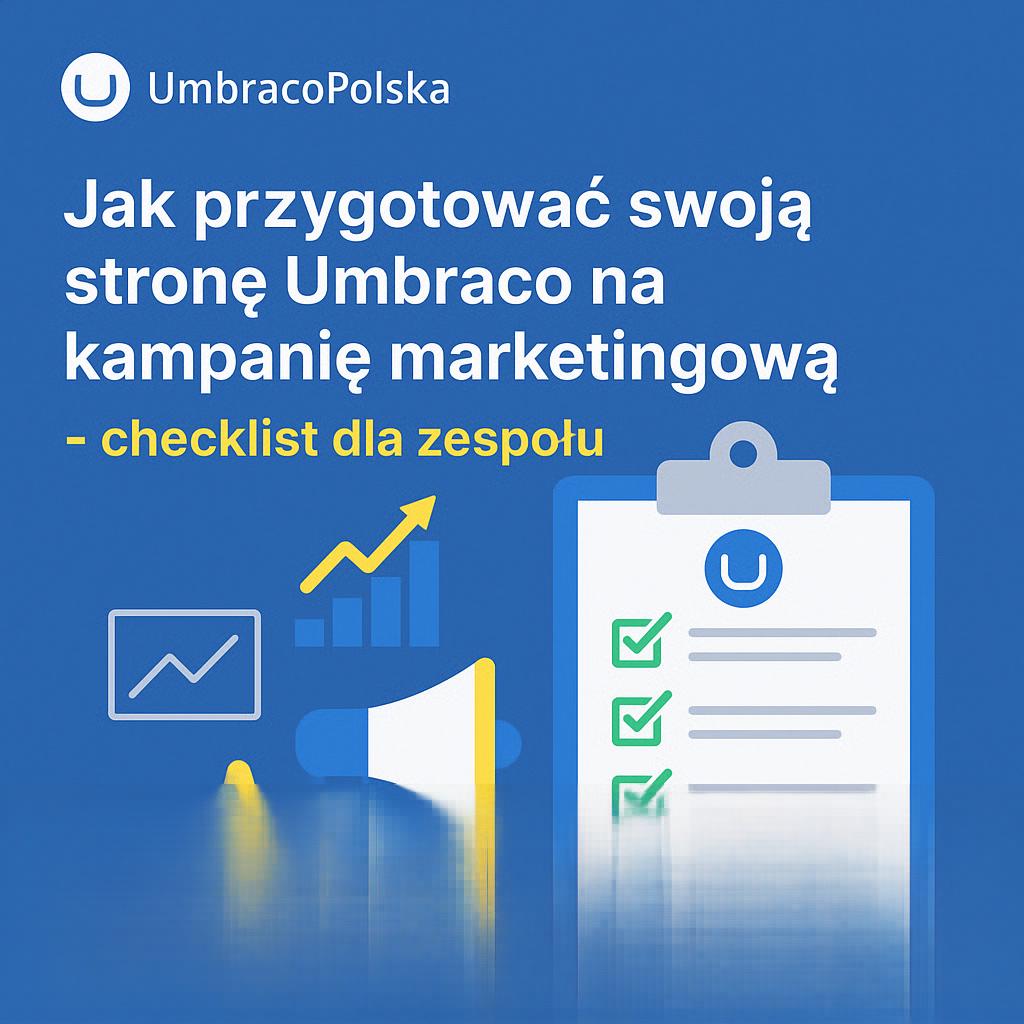 UmbracoPolska
Jak przygotować swoją
stronę Umbraco na
kampanię marketingową
- checklist dla zespołu